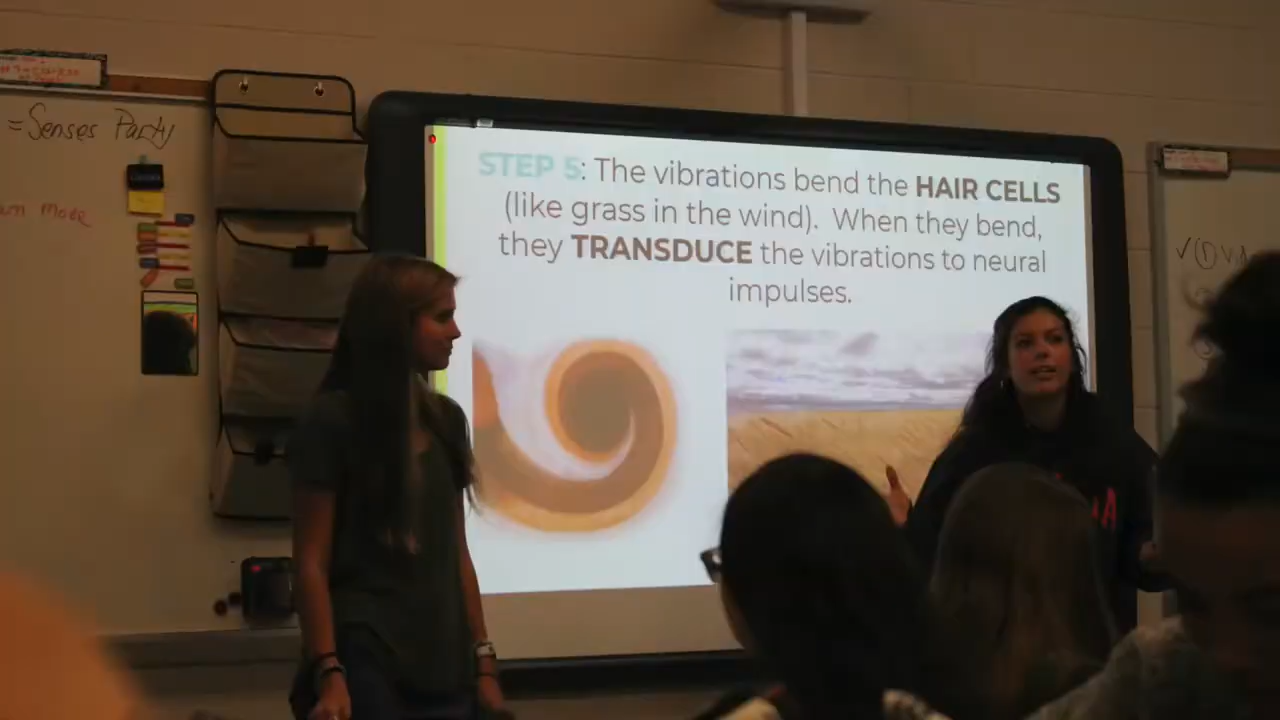 = Senses Party
STEP 5: The vibrations bend the HAIR CELLS
(like grass in the wind). When they bend,
they TRANSDUCE the vibrations to neural
impulses.